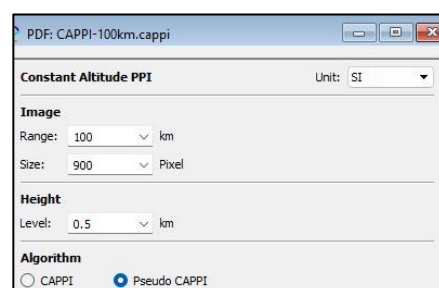 PDF: CAPPI-100km.cappi
Constant Altitude PPI Unit: SI
Image
Range: 100 km
Size: 900 Pixel
Height
Level: 0.5 km
Algorithm
CAPPI Pseudo CAPPI